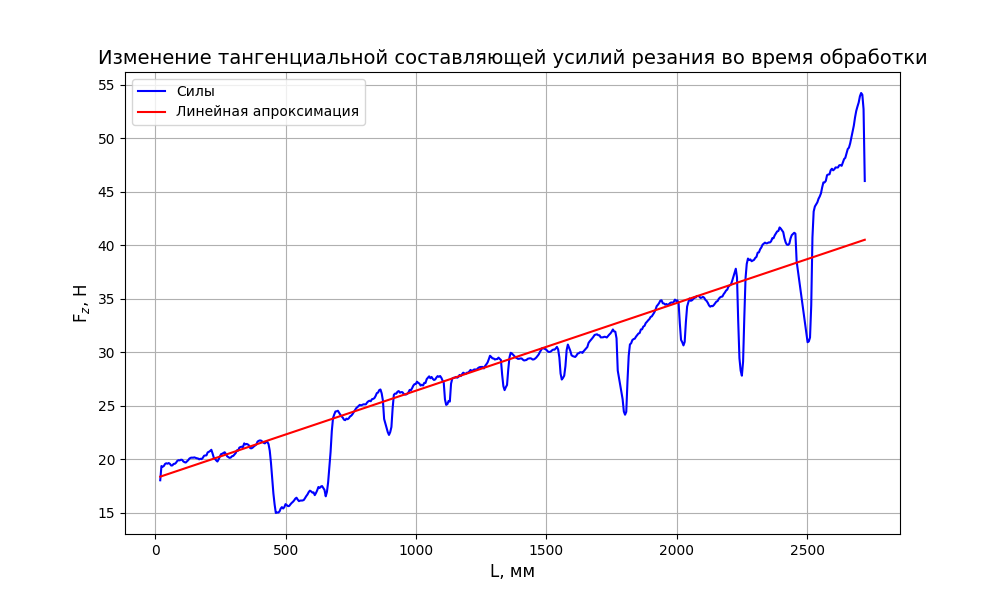 Изменение тангенциальной составляющей усилий резания во время обработки
Силы
Линейная апроксимация
55
50
45
40
35
30
25
20
15
F_z, Н
0 500 1000 1500 2000 2500
L, мм